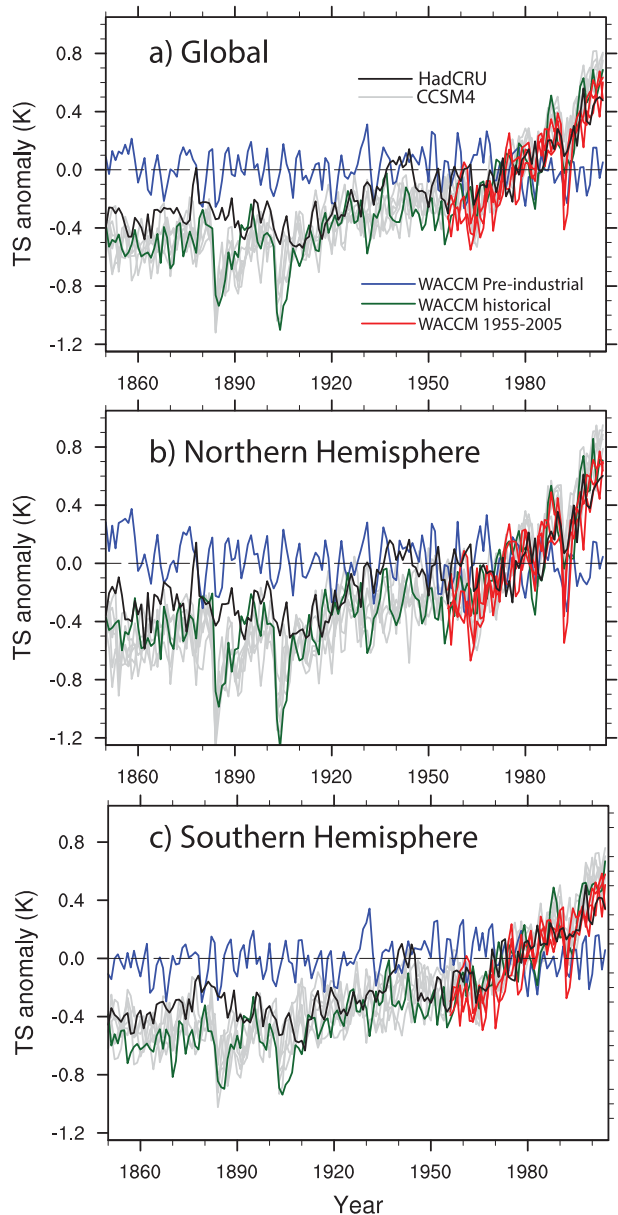 a) Global
HadCRU
CCSM4
0.8
0.4
0.0
-0.4
-0.8
-1.2
TS anomaly (K)
WACCM Pre-industrial
WACCM historical
WACCM 1955-2005
1860 1890 1920 1950 1980
b) Northern Hemisphere
0.8
0.4
0.0
-0.4
-0.8
-1.2
TS anomaly (K)
1860 1890 1920 1950 1980
c) Southern Hemisphere
0.8
0.4
0.0
-0.4
-0.8
-1.2
TS anomaly (K)
1860 1890 1920 1950 1980
Year